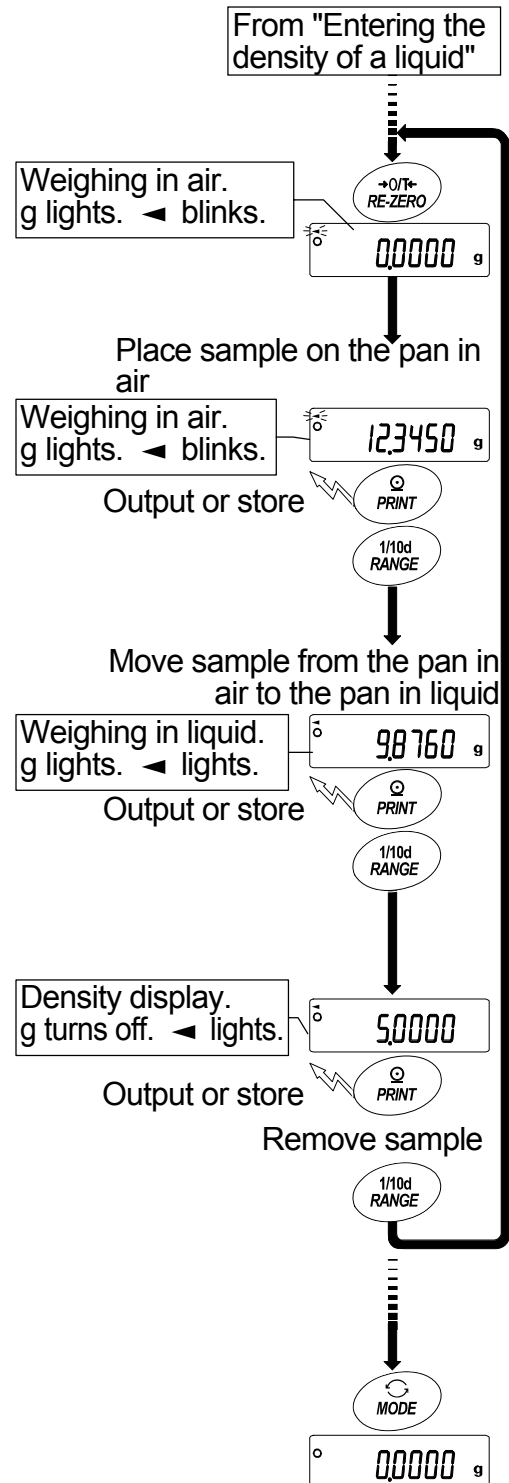 From "Entering the
density of a liquid"
→0/T←
RE-ZERO
Weighing in air.
g lights. ◄ blinks.
0.0000 g
Place sample on the pan in
air
Weighing in air.
g lights. ◄ blinks.
12.3450 g
Output or store
PRINT
1/10d
RANGE
Move sample from the pan in
air to the pan in liquid
Weighing in liquid.
g lights. ◄ lights.
9.8760 g
Output or store
PRINT
1/10d
RANGE
Density display.
g turns off. ◄ lights.
5.0000
Output or store
PRINT
Remove sample
1/10d
RANGE
MODE
0.0000 g